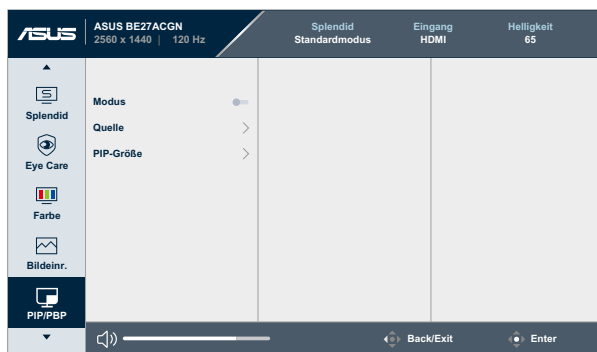 ASUS
ASUS BE27ACGN
2560 x 1440 | 120 Hz
Splendid
Standardmodus
Eingang
HDMI
Helligkeit
65
Splendid
Eye Care
Farbe
Bildeinr.
PIP/PBP
Modus
Quelle
PIP-Größe
Back/Exit
Enter